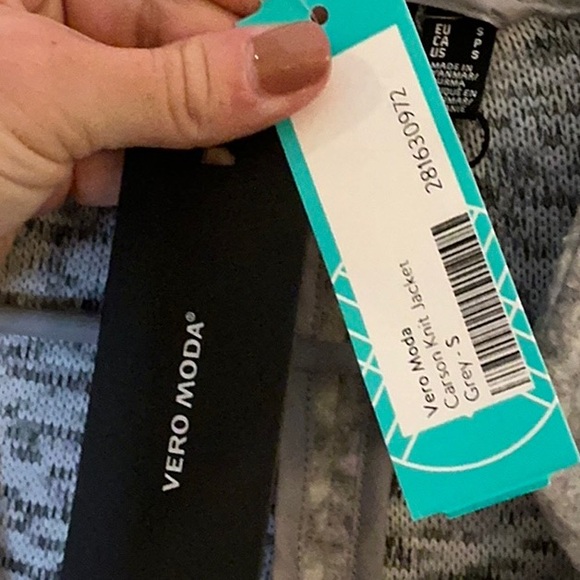 EU S
CA P
US S
MADE IN
281630972
Vero Moda
Carson Knit Jacket
Grey - S
VERO MODA®